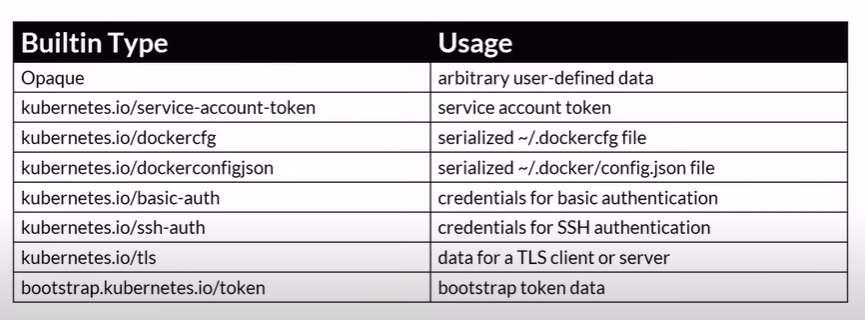 Builtin Type Usage
Opaque arbitrary user-defined data
kubernetes.io/service-account-token service account token
kubernetes.io/dockercfg serialized ~/.dockercfg file
kubernetes.io/dockerconfigjson serialized ~/.docker/config.json file
kubernetes.io/basic-auth credentials for basic authentication
kubernetes.io/ssh-auth credentials for SSH authentication
kubernetes.io/tls data for a TLS client or server
bootstrap.kubernetes.io/token bootstrap token data